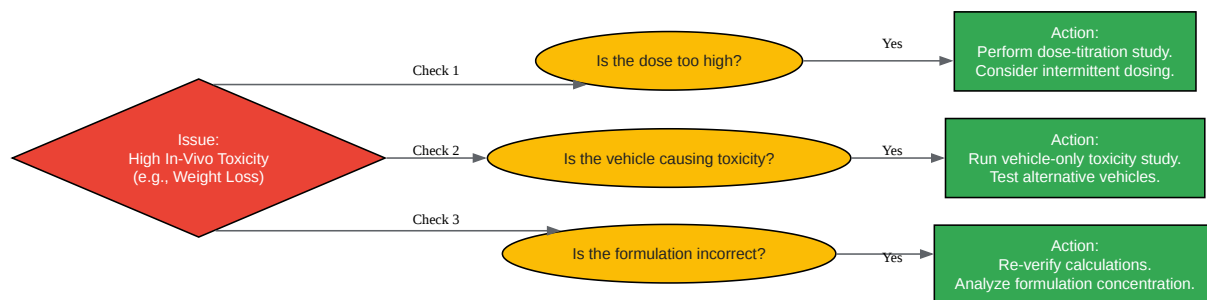 Issue:
High In-Vivo Toxicity
(e.g., Weight Loss)
Check 1
Is the dose too high?
Yes
Action:
Perform dose-titration study.
Consider intermittent dosing.
Check 2
Is the vehicle causing toxicity?
Yes
Action:
Run vehicle-only toxicity study.
Test alternative vehicles.
Check 3
Is the formulation incorrect?
Yes
Action:
Re-verify calculations.
Analyze formulation concentration.